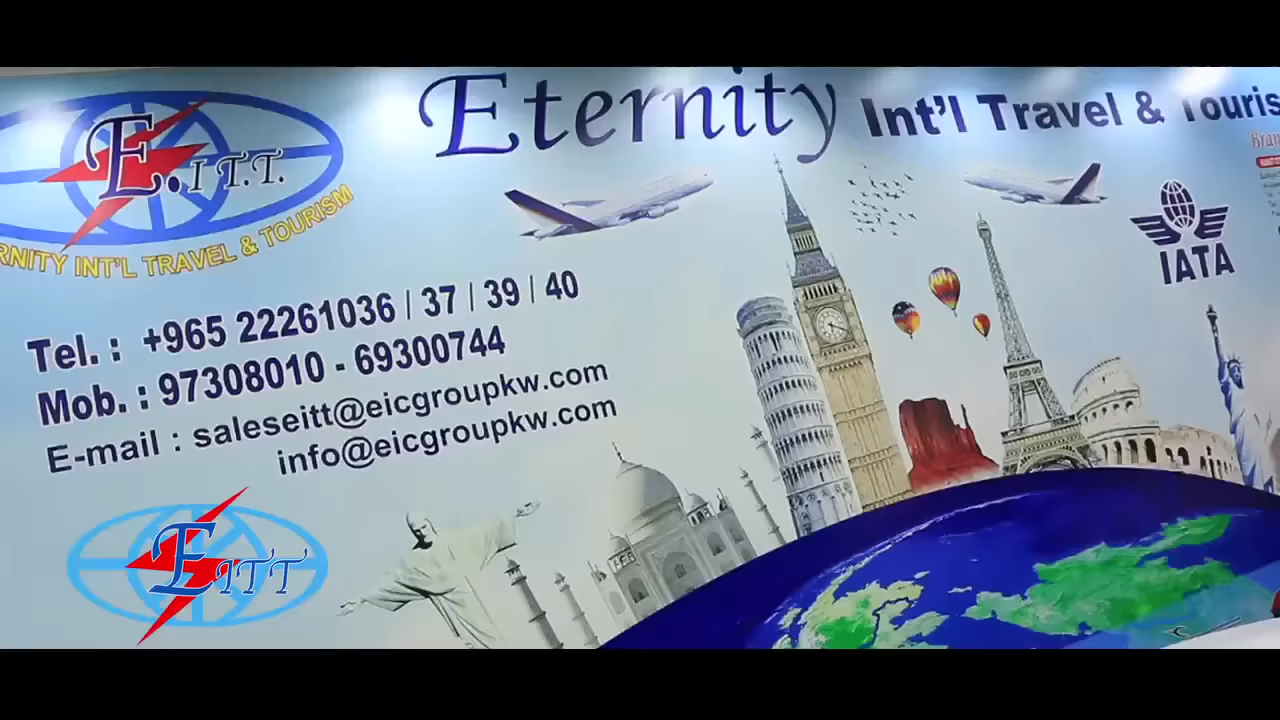 Eternity Int'l Travel & Touris
E.I T.T.
RNITY INT'L TRAVEL & TOURISM
IATA
Tel. : +965 22261036 | 37 | 39 | 40
Mob. : 97308010 - 69300744
E-mail : saleseitt@eicgroupkw.com
info@eicgroupkw.com
EITT